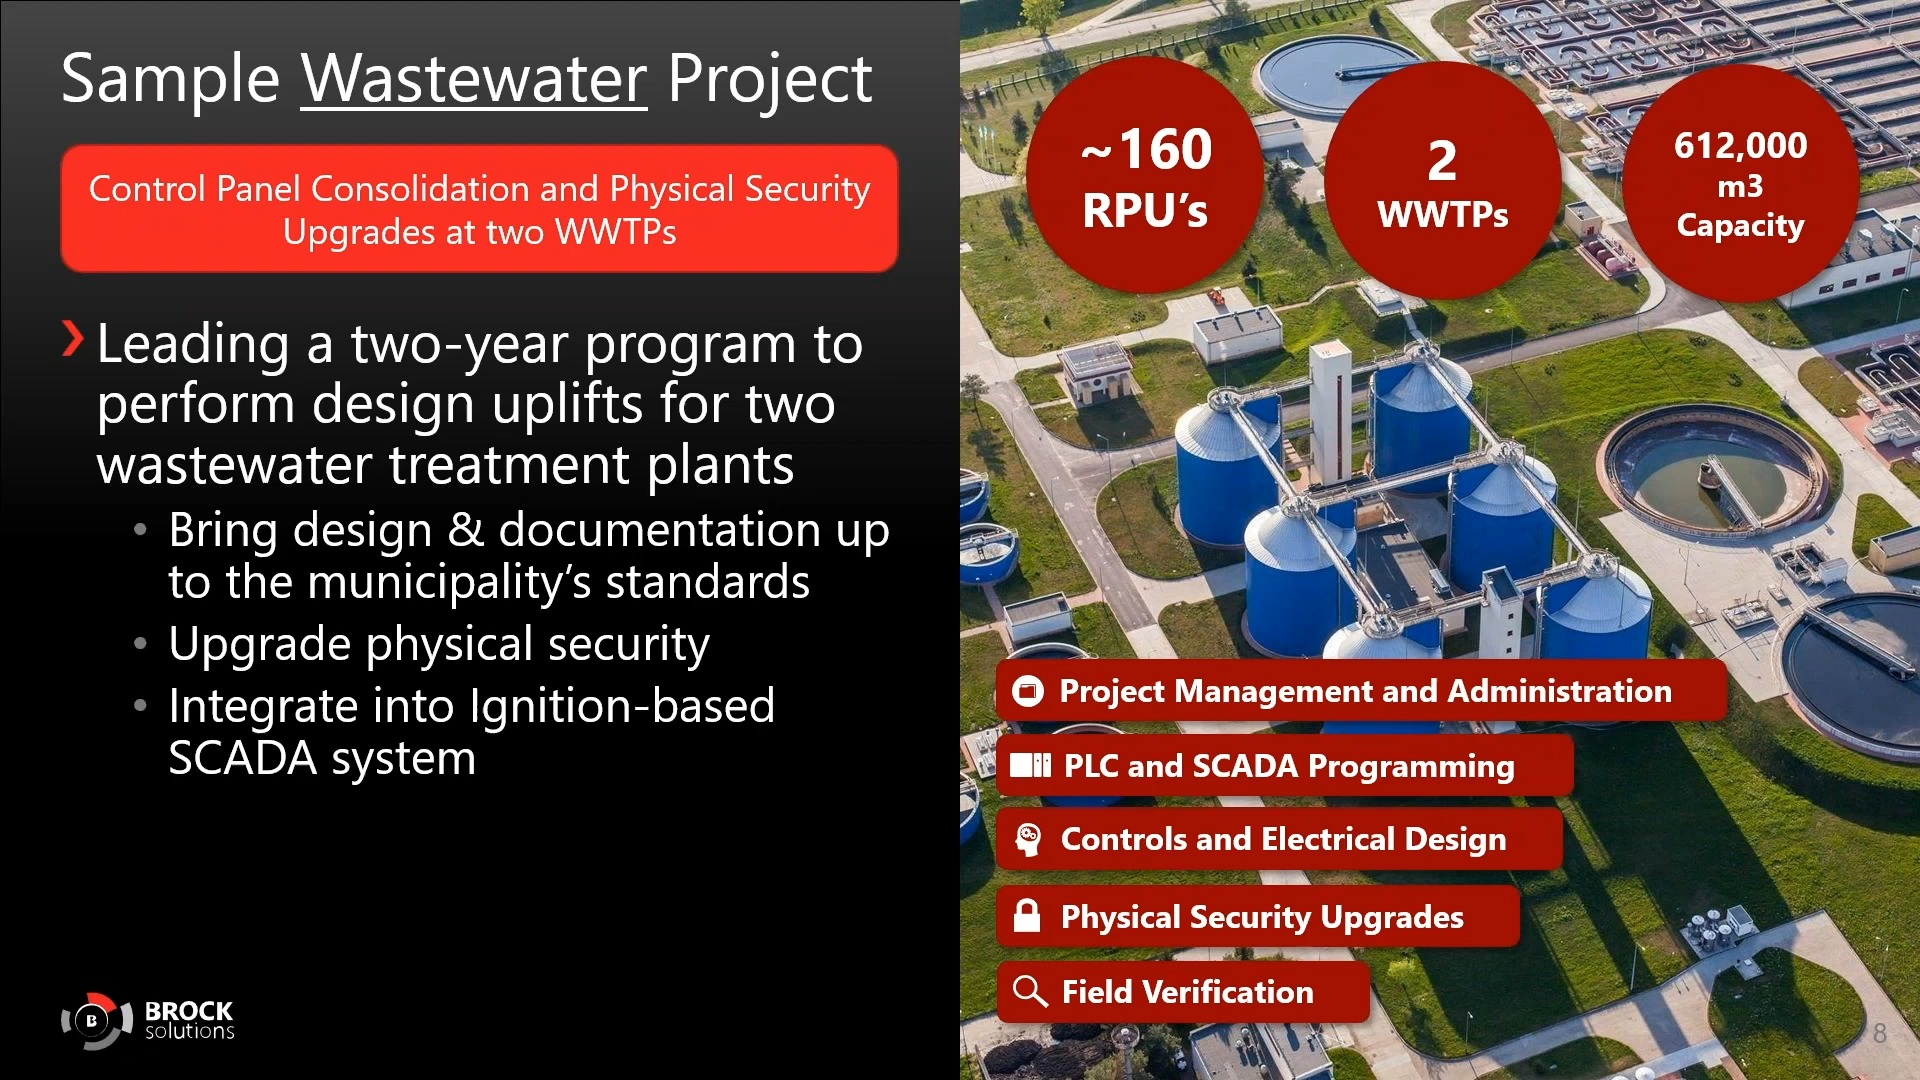 Sample Wastewater Project
Control Panel Consolidation and Physical Security
Upgrades at two WWTPs
Leading a two-year program to
perform design uplifts for two
wastewater treatment plants
• Bring design & documentation up
to the municipality’s standards
• Upgrade physical security
• Integrate into Ignition-based
SCADA system
B
BROCK
solutions
~160
RPU’s
2
WWTPs
612,000
m3
Capacity
Project Management and Administration
PLC and SCADA Programming
Controls and Electrical Design
Physical Security Upgrades
Field Verification
8